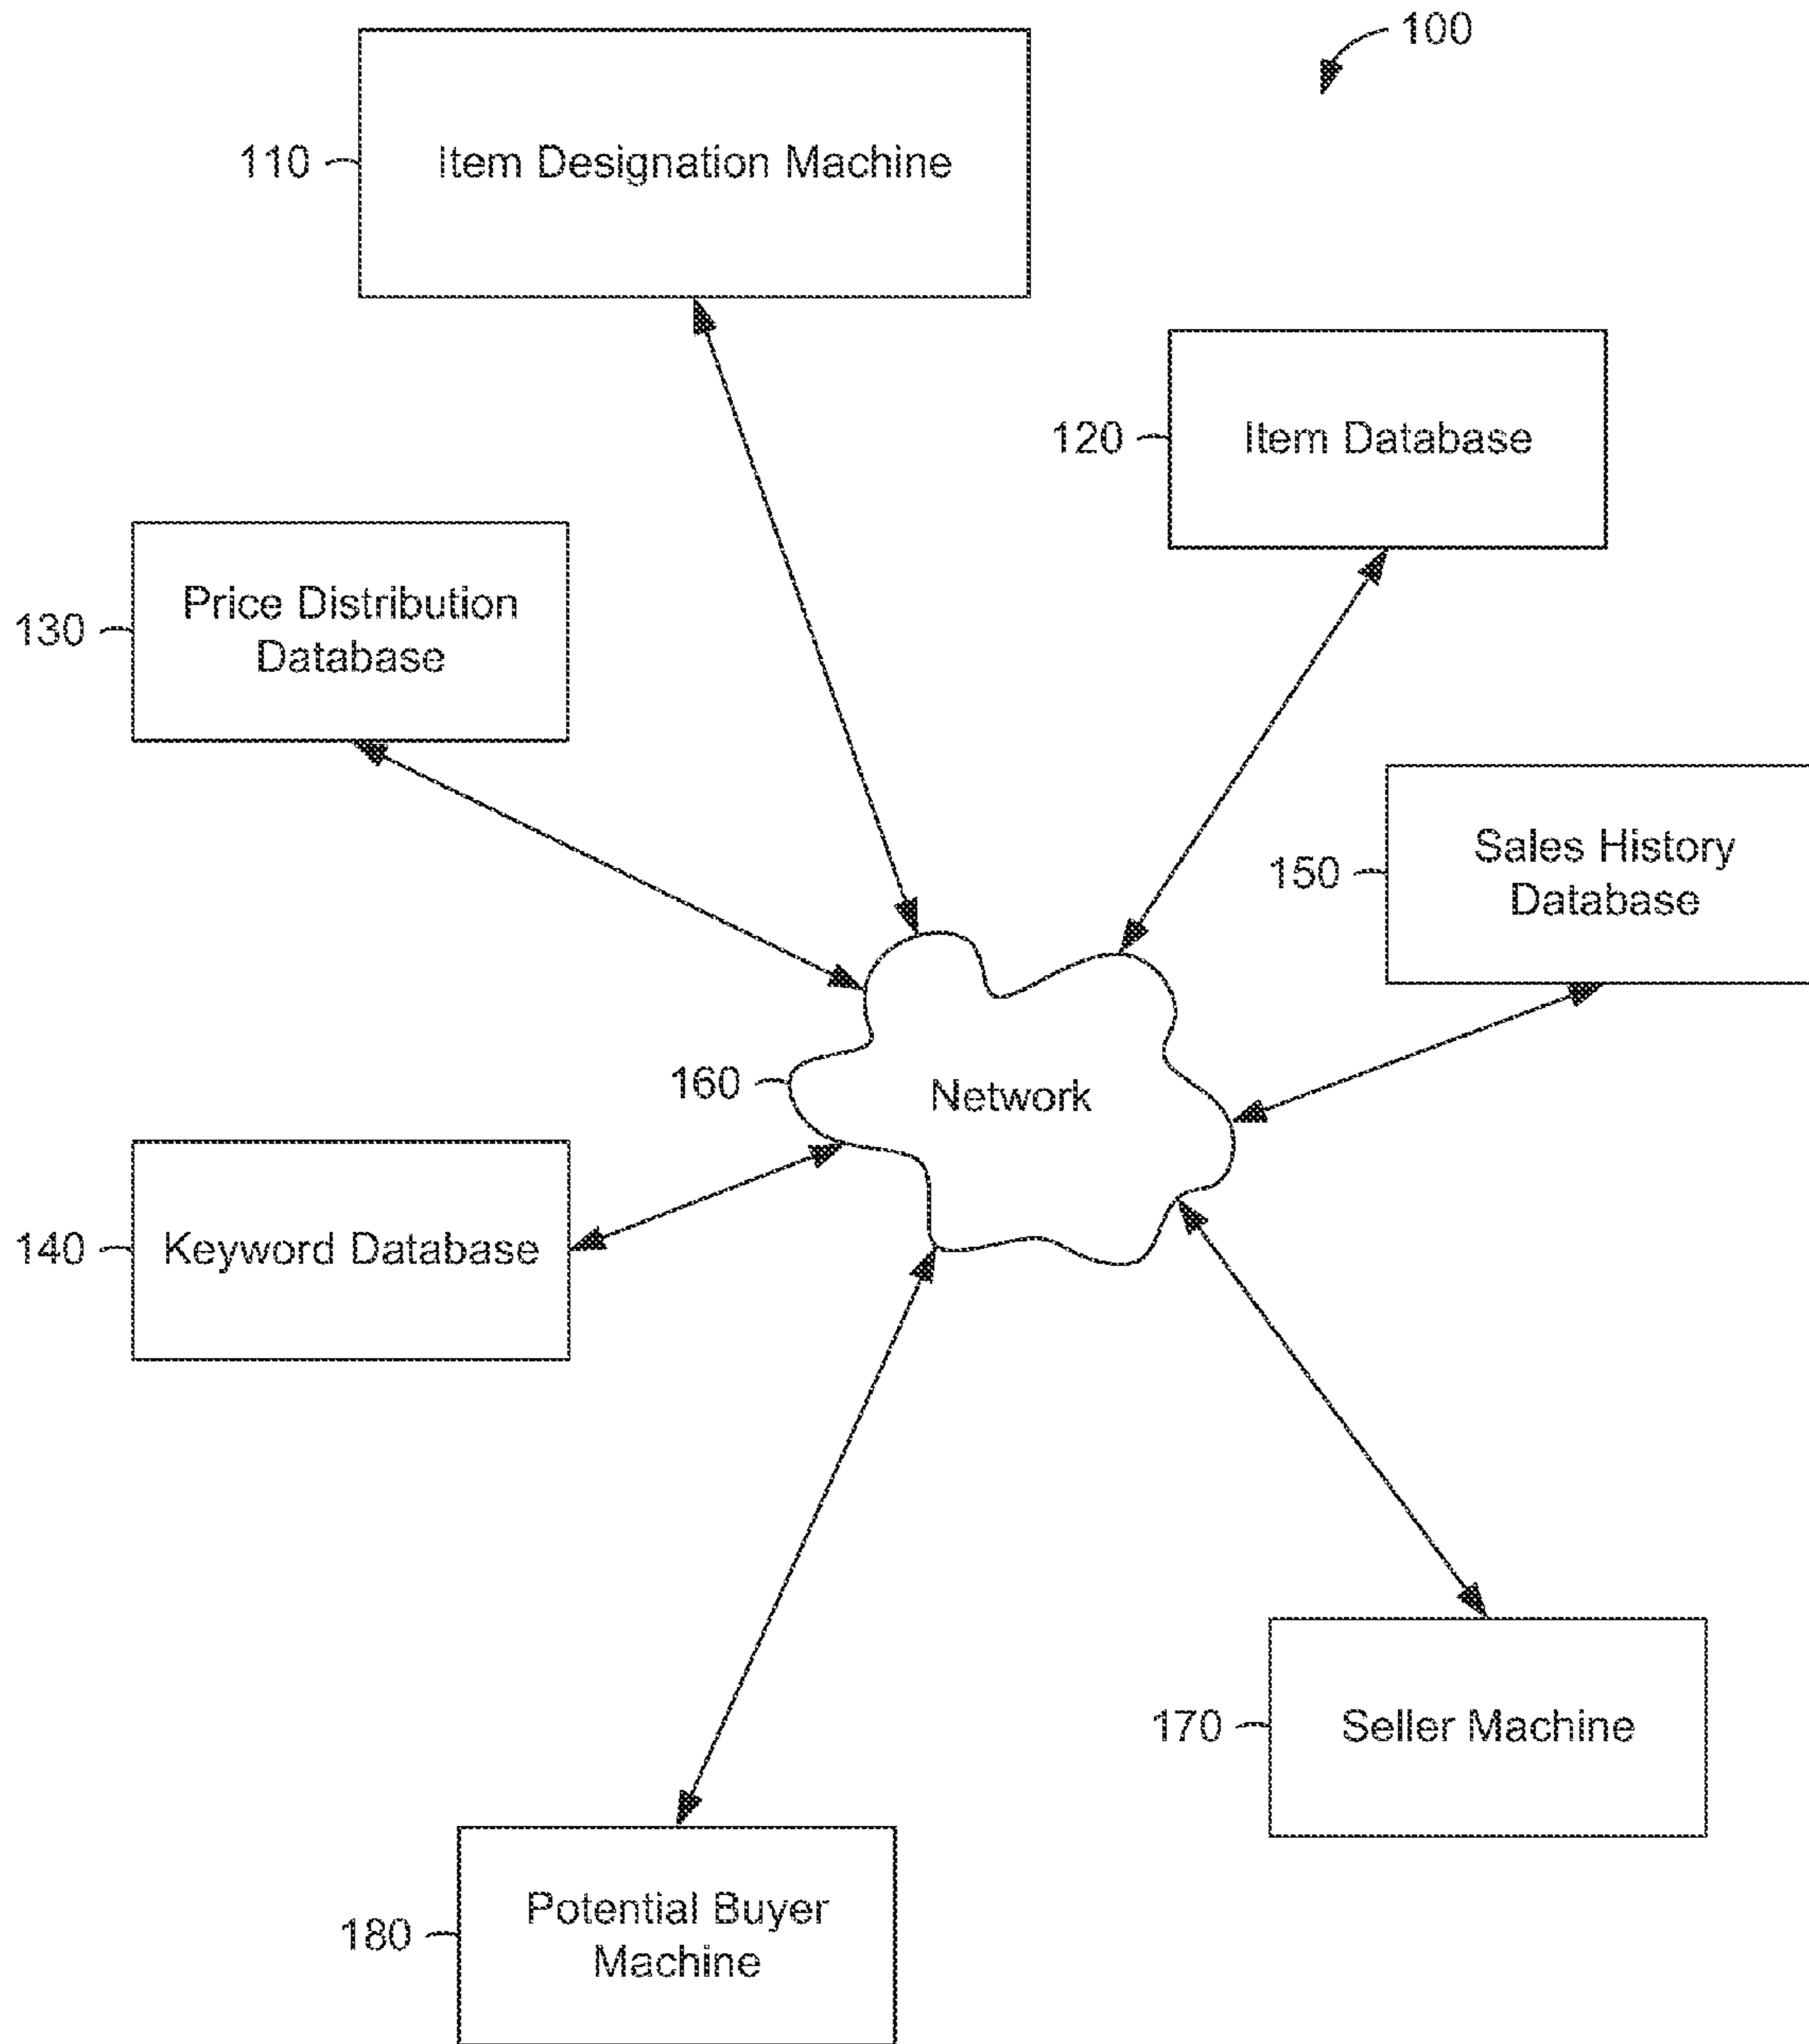 100
110
Item Designation Machine
120
Item Database
130
Price Distribution
Database
150
Sales History
Database
160
Network
140
Keyword Database
170
Seller Machine
180
Potential Buyer
Machine